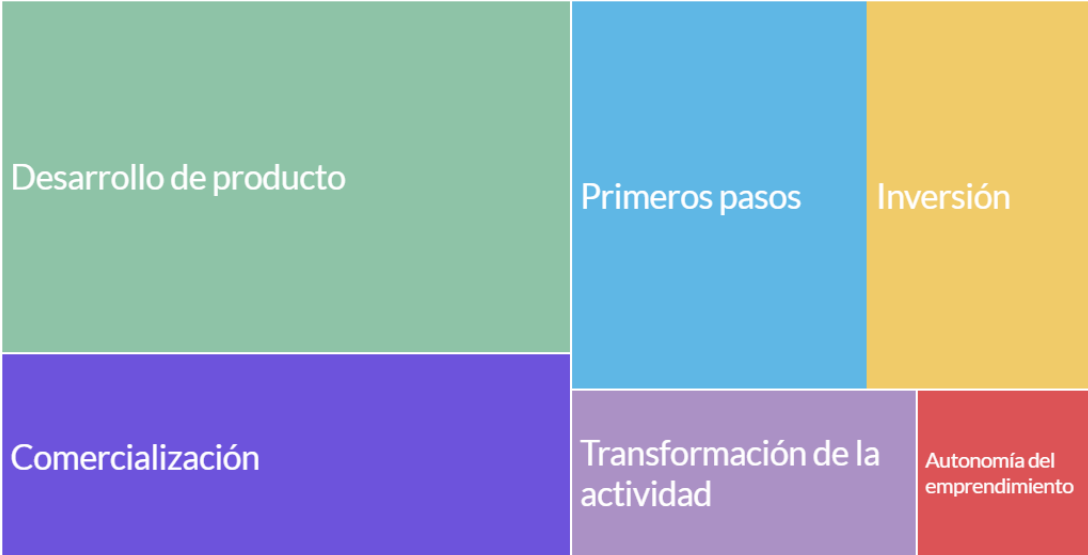 Desarrollo de producto
Primeros pasos
Inversión
Comercialización
Transformación de la
actividad
Autonomía del
emprendimiento